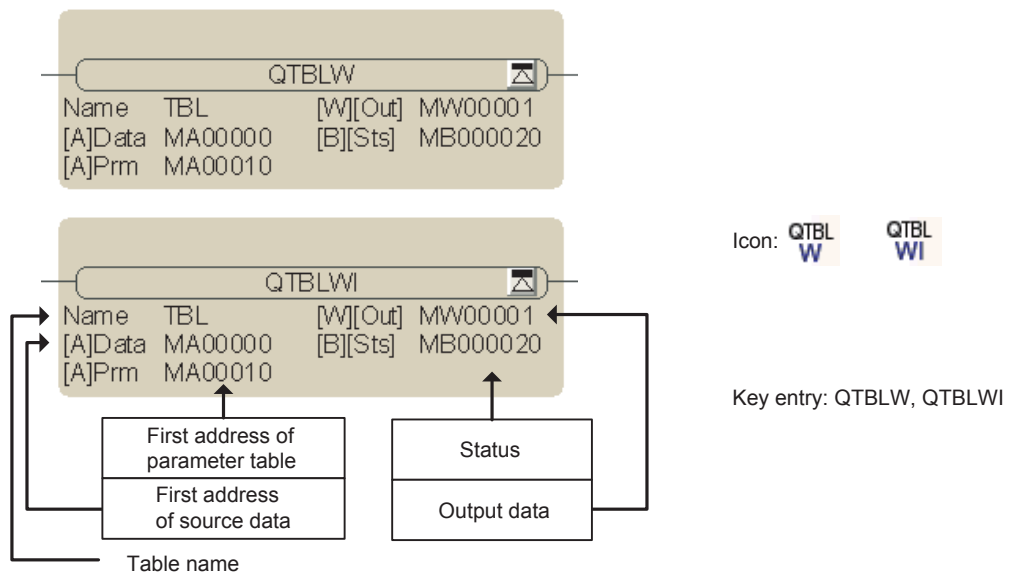 QTBLW
Name TBL [W][Out] MW00001
[A]Data MA00000 [B][Sts] MB000020
[A]Prm MA00010
QTBLWI
Name TBL [W][Out] MW00001
[A]Data MA00000 [B][Sts] MB000020
[A]Prm MA00010
First address of
parameter table
First address
of source data
Table name
Status
Output data
Icon: QTBL W QTBL WI
Key entry: QTBLW, QTBLWI